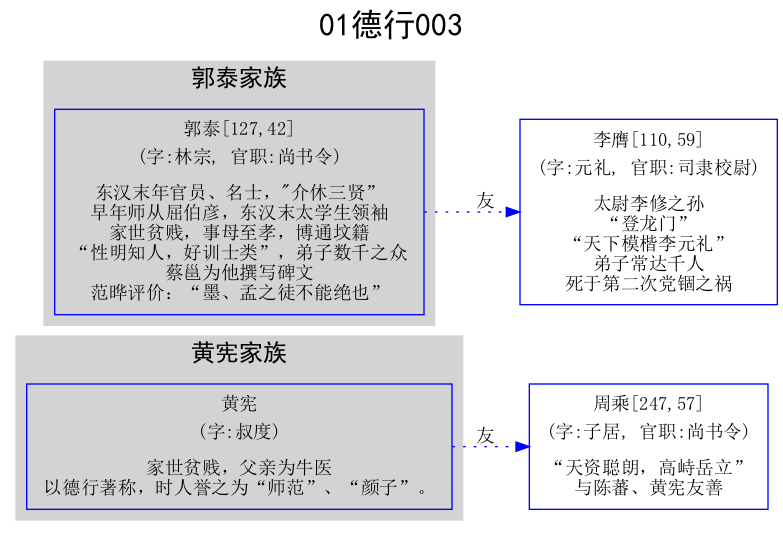 01德行003
郭泰家族
郭泰[127,42]
(字:林宗, 官职:尚书令)
东汉末年官员、名士，"介休三贤”
早年师从屈伯彦，东汉末太学生领袖
家世贫贱，事母至孝，博通坟籍
“性明知人，好训士类”，弟子数千之众
蔡邕为他撰写碑文
范晔评价：“墨、孟之徒不能绝也”
友
李膺[110,59]
(字:元礼, 官职:司隶校尉)
太尉李修之孙
“登龙门”
“天下模楷李元礼”
弟子常达千人
死于第二次党锢之祸
黄宪家族
黄宪
(字:叔度)
家世贫贱，父亲为牛医
以德行著称，时人誉之为“师范”、“颜子”。
友
周乘[247,57]
(字:子居, 官职:尚书令)
“天资聪朗，高峙岳立”
与陈蕃、黄宪友善